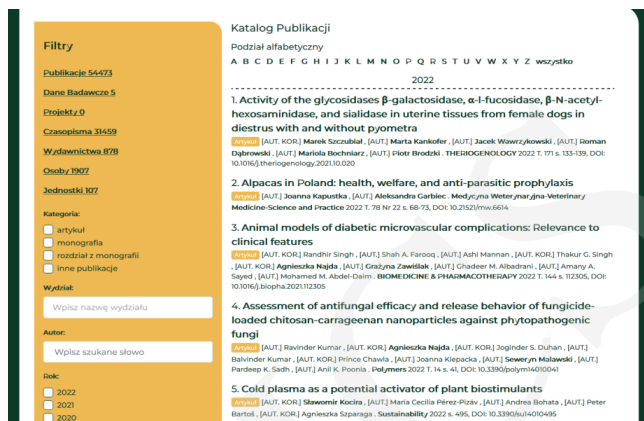 Filtry
Publikacje 54473
Dane Badawcze 5
Projekty 0
Czasopisma 31459
Wydawnictwa 878
Osoby 1907
Jednostki 107
Kategoria:
artykuł
monografia
rozdział z monografii
inne publikacje
Wydział:
Wpisz nazwę wydziału
Autor:
Wpisz szukane słowo
Rok:
2022
2021
2020
Katalog Publikacji
Podział alfabetyczny
A B C D E F G H I J K L M N O P Q R S T U V W X Y Z wszystko
2022
1. Activity of the glycosidases β-galactosidase, α-l-fucosidase, β-N-acetyl-
hexosaminidase, and sialidase in uterine tissues from female dogs in
diestrus with and without pyometra
Artykuł [AUT. KOR.] Marek Szczubiał , [AUT.] Marta Kankofer , [AUT.] Jacek Wawrzykowski , [AUT.] Roman
Dąbrowski , [AUT.] Mariola Bochniarz , [AUT.] Piotr Brodzki . THERIOGENOLOGY 2022 T. 171 s. 133-139, DOI:
10.1016/j.theriogenology.2021.10.020
2. Alpacas in Poland: health, welfare, and anti-parasitic prophylaxis
Artykuł [AUT.] Joanna Kapustka , [AUT.] Aleksandra Garbiec . Medycyna Weterynaryjna-Veterinary
Medicine-Science and Practice 2022 T. 78 Nr 22 s. 68-73, DOI: 10.21521/mw.6614
3. Animal models of diabetic microvascular complications: Relevance to
clinical features
Artykuł [AUT. KOR.] Randhir Singh , [AUT.] Shah A. Farooq , [AUT.] Ashi Mannan , [AUT.] Thakur G. Singh
, [AUT. KOR.] Agnieszka Najda , [AUT.] Grażyna Zawiślak , [AUT.] Ghadeer M. Albadrani , [AUT.] Amany A.
Sayed , [AUT.] Mohamed M. Abdel-Daim . BIOMEDICINE & PHARMACOTHERAPY 2022 T. 144 s. 112305, DOI:
10.1016/j.biopha.2021.112305
4. Assessment of antifungal efficacy and release behavior of fungicide-
loaded chitosan-carrageenan nanoparticles against phytopathogenic
fungi
Artykuł [AUT.] Ravinder Kumar , [AUT. KOR.] Agnieszka Najda , [AUT. KOR.] Joginder S. Duhan , [AUT.]
Balvinder Kumar , [AUT. KOR.] Prince Chawla , [AUT.] Joanna Klepacka , [AUT.] Seweryn Malawski , [AUT.]
Pardeep K. Sadh , [AUT.] Anil K. Poonia . Polymers 2022 T. 14 s. 41, DOI: 10.3390/polym14010041
5. Cold plasma as a potential activator of plant biostimulants
Artykuł [AUT. KOR.] Sławomir Kocira , [AUT.] María Cecilia Pérez-Pizáv , [AUT.] Andrea Bohata , [AUT.] Peter
Bartoš , [AUT. KOR.] Agnieszka Szparaga . Sustainability 2022 s. 495, DOI: 10.3390/su14010495